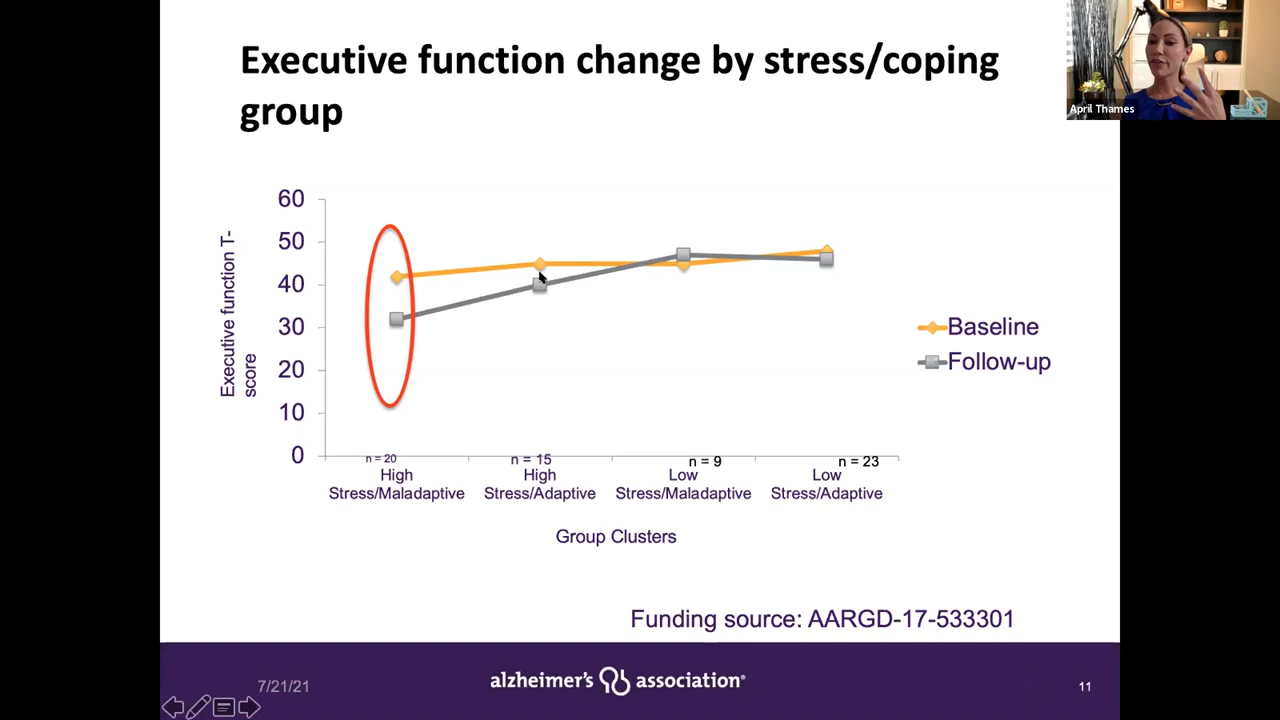 Executive function change by stress/coping
group
April Thames
60
50
40
30
20
10
0
Executive function T-
score
n = 20
n = 15
n = 9
n = 23
High
Stress/Maladaptive
High
Stress/Adaptive
Low
Stress/Maladaptive
Low
Stress/Adaptive
Group Clusters
Baseline
Follow-up
Funding source: AARGD-17-533301
7/21/21
alzheimer's association®
11